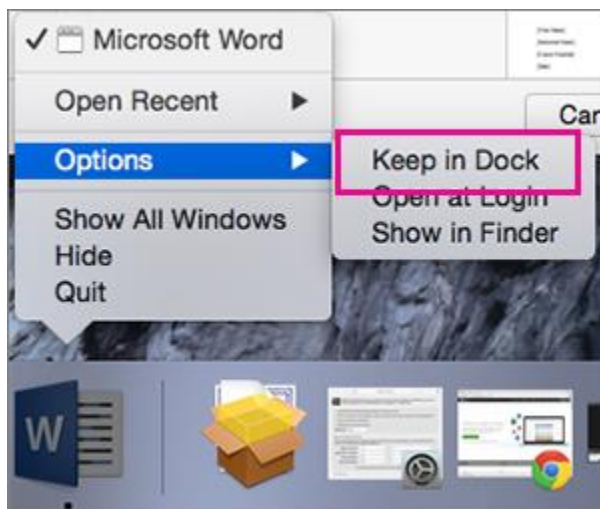 ✓ Microsoft Word
Open Recent ▶
Options ▶
Show All Windows
Hide
Quit
Keep in Dock
Open at Login
Show in Finder
Car
W